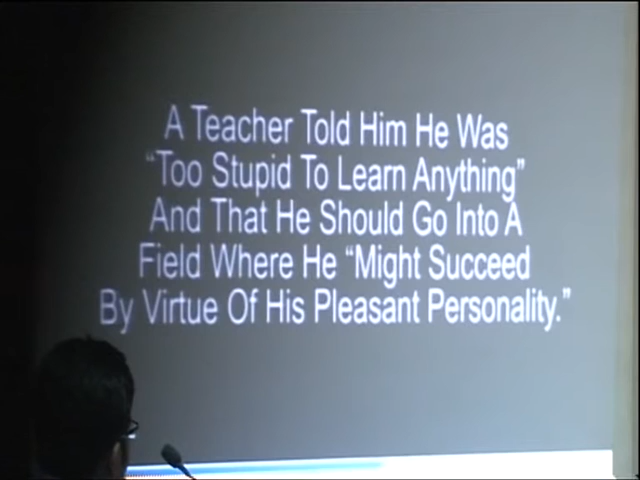 A Teacher Told Him He Was
“Too Stupid To Learn Anything”
And That He Should Go Into A
Field Where He “Might Succeed
By Virtue Of His Pleasant Personality.”